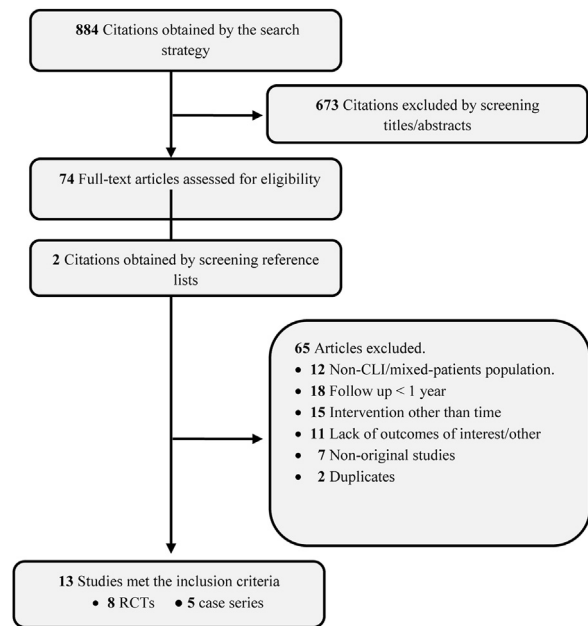 884 Citations obtained by the search
strategy
673 Citations excluded by screening
titles/abstracts
74 Full-text articles assessed for eligibility
2 Citations obtained by screening reference
lists
65 Articles excluded.
• 12 Non-CLI/mixed-patients population.
• 18 Follow up < 1 year
• 15 Intervention other than time
• 11 Lack of outcomes of interest/other
• 7 Non-original studies
• 2 Duplicates
13 Studies met the inclusion criteria
• 8 RCTs • 5 case series